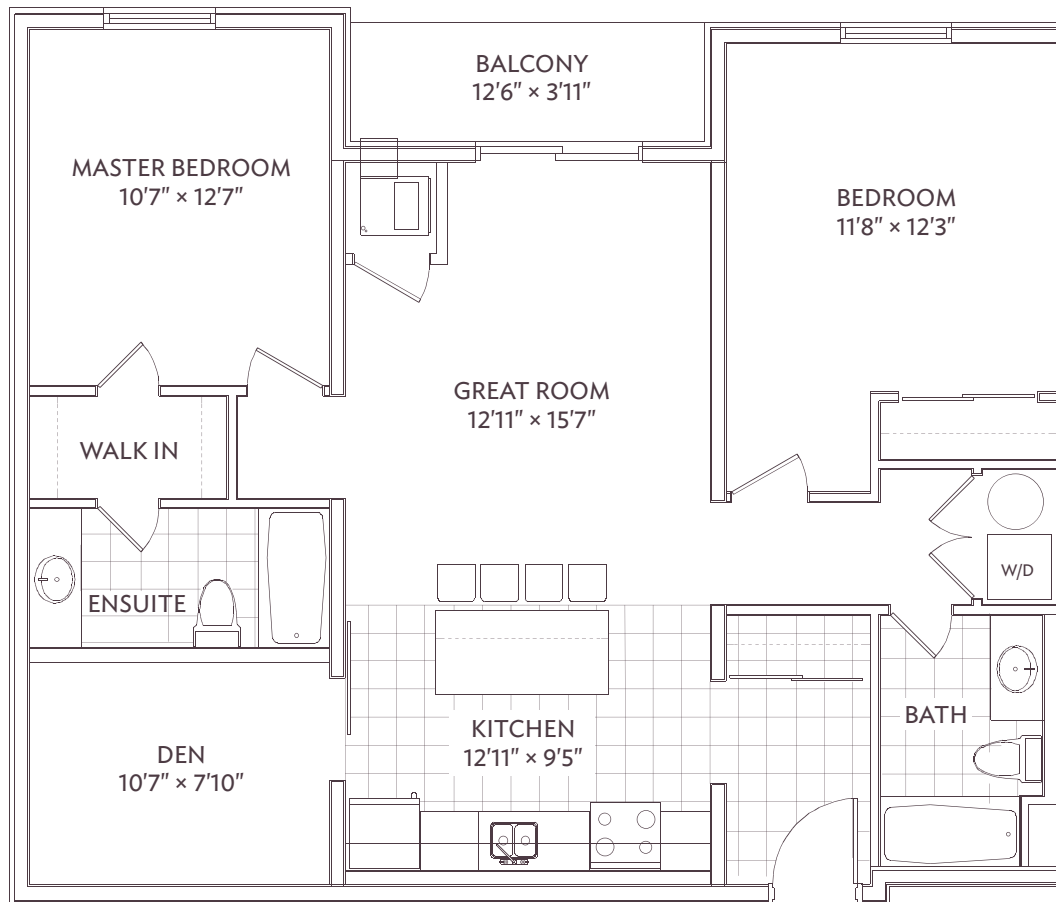 BALCONY
12'6" × 3'11"
MASTER BEDROOM
10'7" × 12'7"
BEDROOM
11'8" × 12'3"
GREAT ROOM
12'11" × 15'7"
WALK IN
W/D
ENSUITE
BATH
KITCHEN
12'11" × 9'5"
DEN
10'7" × 7'10"